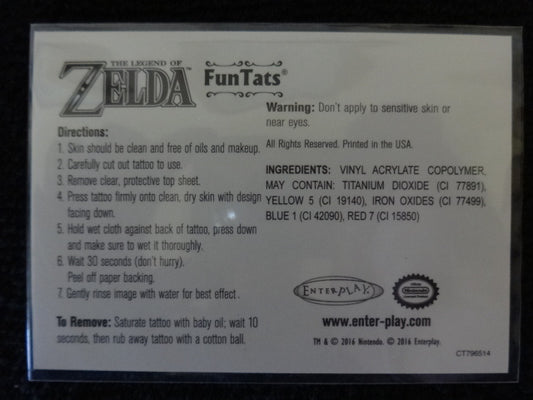 THE LEGEND OF
ZELDA™
FunTats®
Warning: Don't apply to sensitive skin or
near eyes.
All Rights Reserved. Printed in the USA.
INGREDIENTS: VINYL ACRYLATE COPOLYMER,
MAY CONTAIN: TITANIUM DIOXIDE (CI 77891),
YELLOW 5 (CI 19140), IRON OXIDES (CI 77499),
BLUE 1 (CI 42090), RED 7 (CI 15850)
Directions:
1. Skin should be clean and free of oils and makeup.
2. Carefully cut out tattoo to use.
3. Remove clear, protective top sheet.
4. Press tattoo firmly onto clean, dry skin with design
facing down.
5. Hold wet cloth against back of tattoo, press down
and make sure to wet it thoroughly.
6. Wait 30 seconds (don't hurry).
Peel off paper backing.
7. Gently rinse image with water for best effect.
To Remove: Saturate tattoo with baby oil; wait 10
seconds, then rub away tattoo with a cotton ball.
ENTERPLAY
Nintendo
www.enter-play.com
TM & © 2016 Nintendo. © 2016 Enterplay.
CT796514